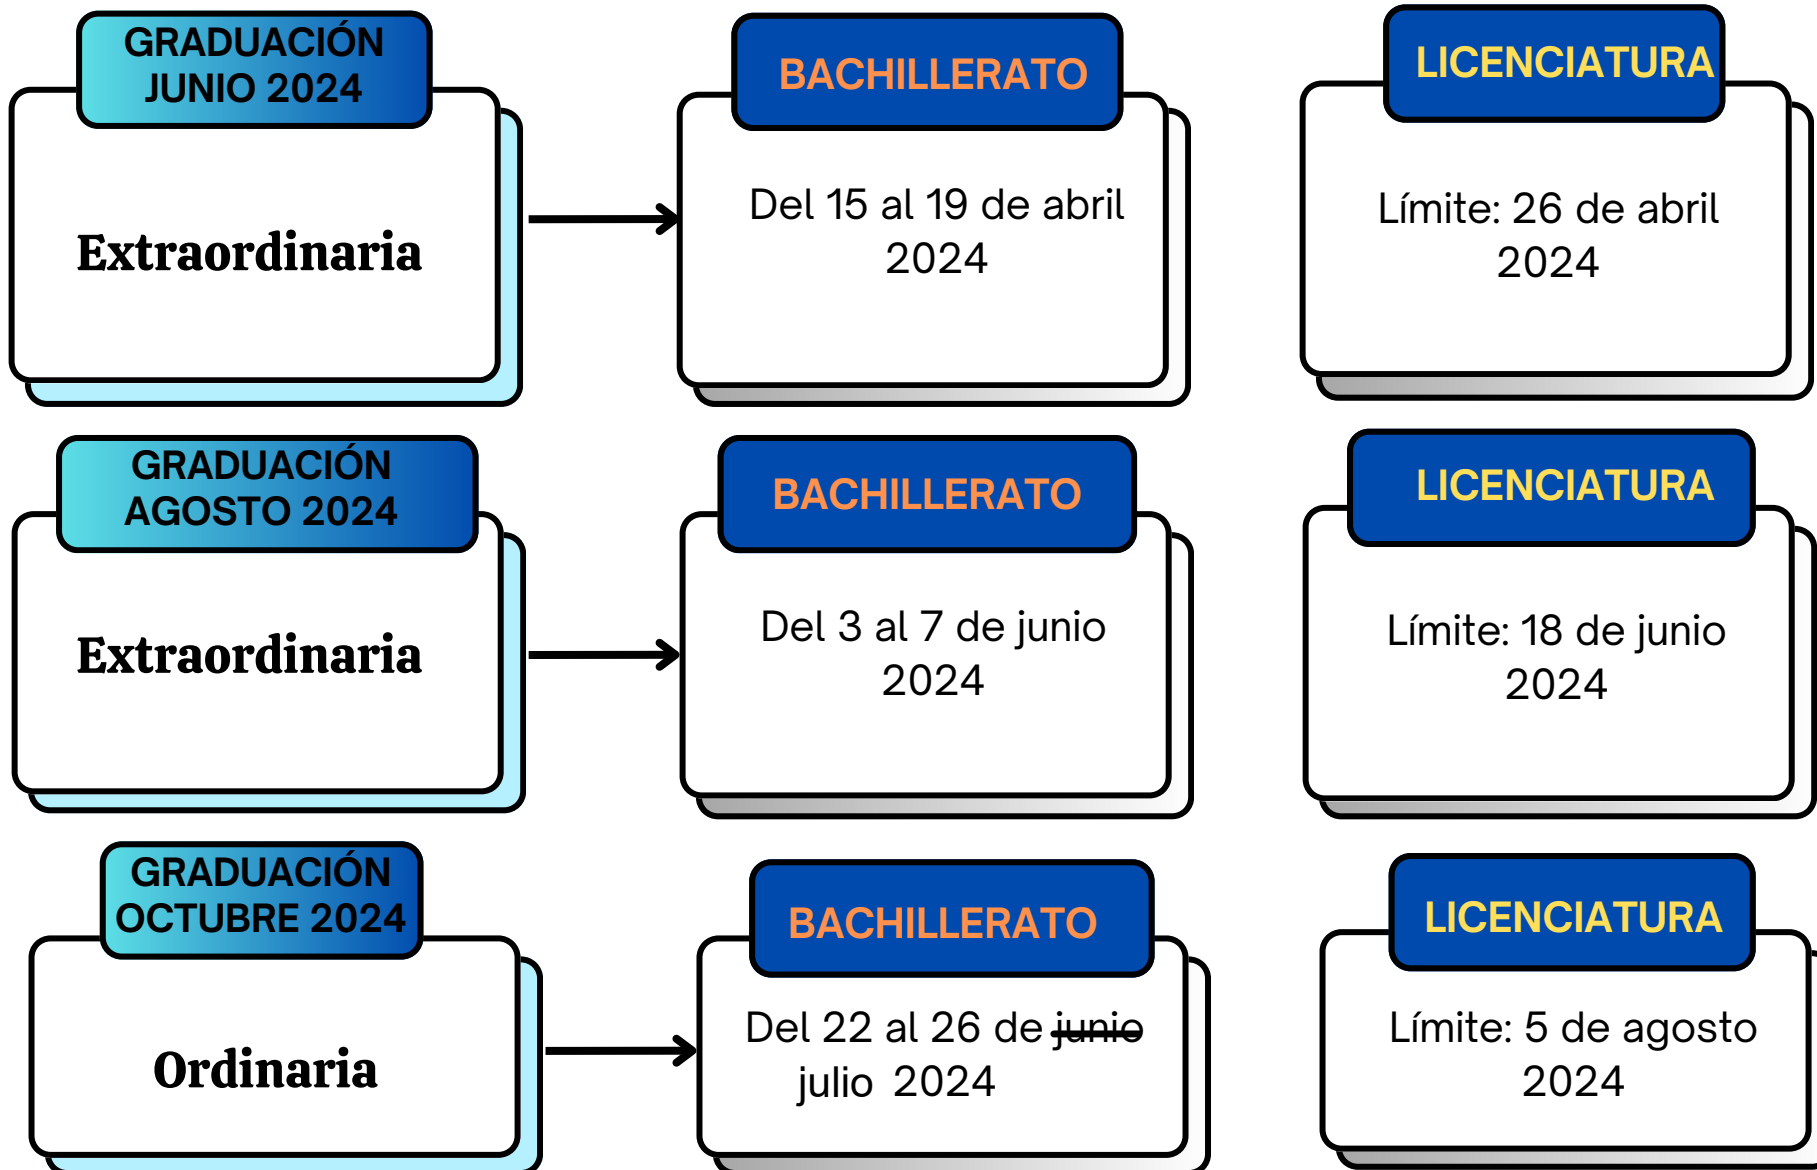 GRADUACIÓN
JUNIO 2024
Extraordinaria
BACHILLERATO
Del 15 al 19 de abril
2024
LICENCIATURA
Límite: 26 de abril
2024
GRADUACIÓN
AGOSTO 2024
Extraordinaria
BACHILLERATO
Del 3 al 7 de junio
2024
LICENCIATURA
Límite: 18 de junio
2024
GRADUACIÓN
OCTUBRE 2024
Ordinaria
BACHILLERATO
Del 22 al 26 de junio
julio 2024
LICENCIATURA
Límite: 5 de agosto
2024